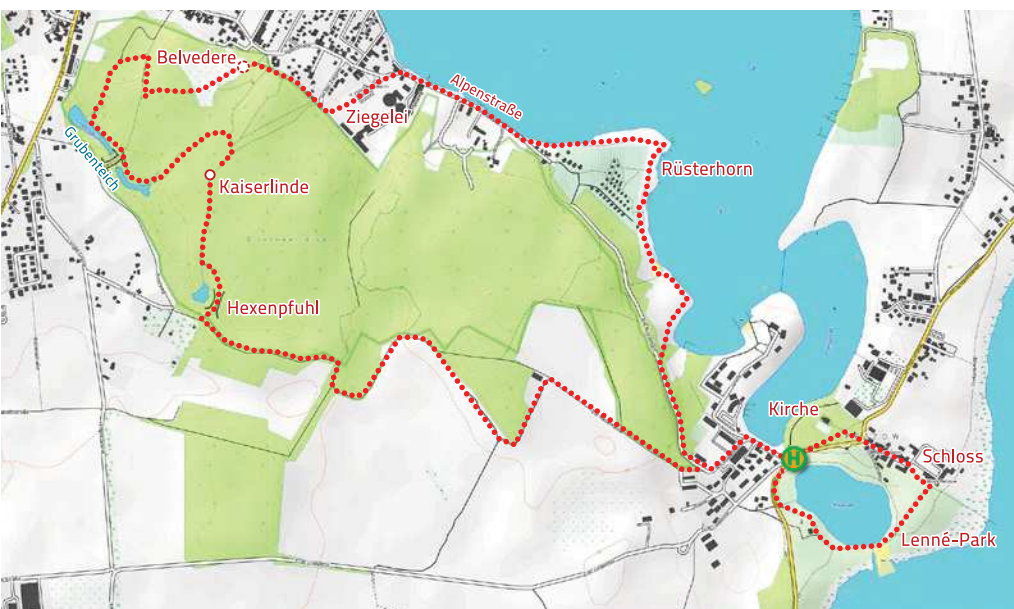 Belvedere
Alpenstraße
Ziegelei
Grubenteich
Rüsterhorn
Kaiserlinde
Hexenpfuhl
Kirche
H
Schloss
Lenné-Park